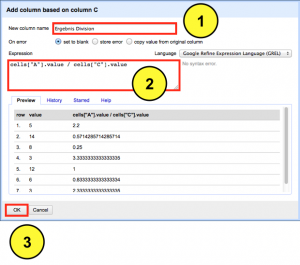 Add column based on column C
1
New column name Ergebnis Division
On error set to blank store error copy value from original column
Expression Language Google Refine Expression Language (GREL)
cells["A"].value / cells["C"].value No syntax error.
2
Preview History Starred Help
row value cells["A"].value / cells["C"].value
1. 5 2.2
2. 14 0.5714285714285714
3. 8 0.25
4. 3 3.3333333333333335
5. 12 1
6. 6 0.8333333333333334
7. 3 2.3333333333333335
OK Cancel
3